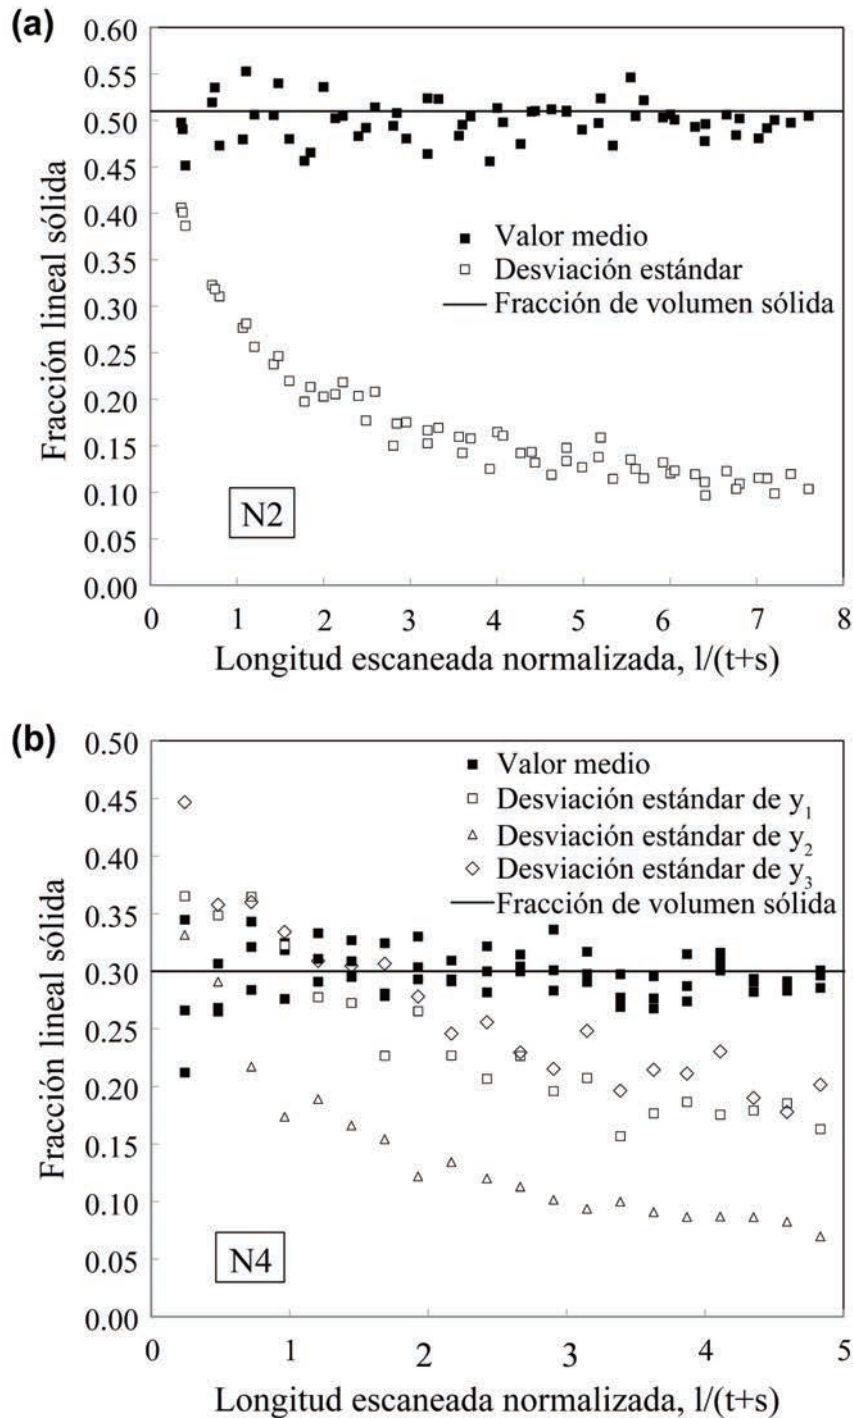 (a)
0.60
0.55
0.50
0.45
0.40
0.35
0.30
0.25
0.20
0.15
0.10
0.05
0.00
Fracción lineal sólida
Valor medio
Desviación estándar
Fracción de volumen sólida
N2
0 1 2 3 4 5 6 7 8
Longitud escaneada normalizada, l/(t+s)
(b)
0.50
0.45
0.40
0.35
0.30
0.25
0.20
0.15
0.10
0.05
0.00
Fracción lineal sólida
Valor medio
Desviación estándar de y₁
Desviación estándar de y₂
Desviación estándar de y₃
Fracción de volumen sólida
N4
0 1 2 3 4 5
Longitud escaneada normalizada, l/(t+s)